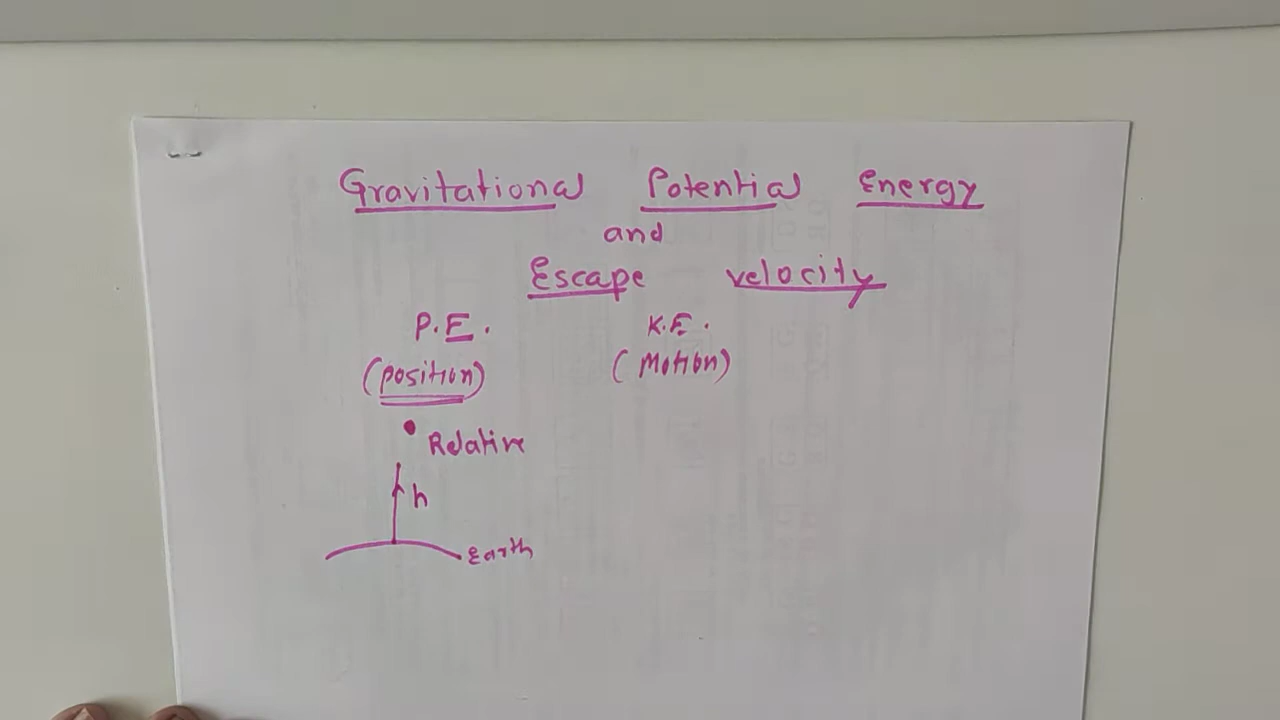 Gravitational Potential Energy
and
Escape velocity
P.E. K.E.
(Position) (Motion)
Relative
h
Earth